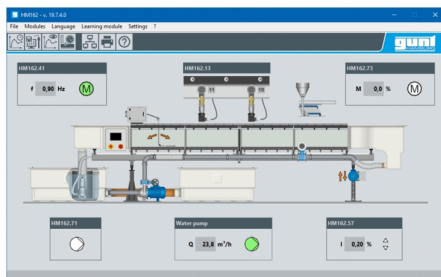 HM162 - v. 19.7.4.0
File Modules Language Learning module Settings ?
gunt
HM162.41
f 0,90 Hz M
HM162.13
11 10
HM162.73
M 0,0 % M
HM162.71
Water pump
Q 23,8 m³/h
HM162.57
I 0,20 %